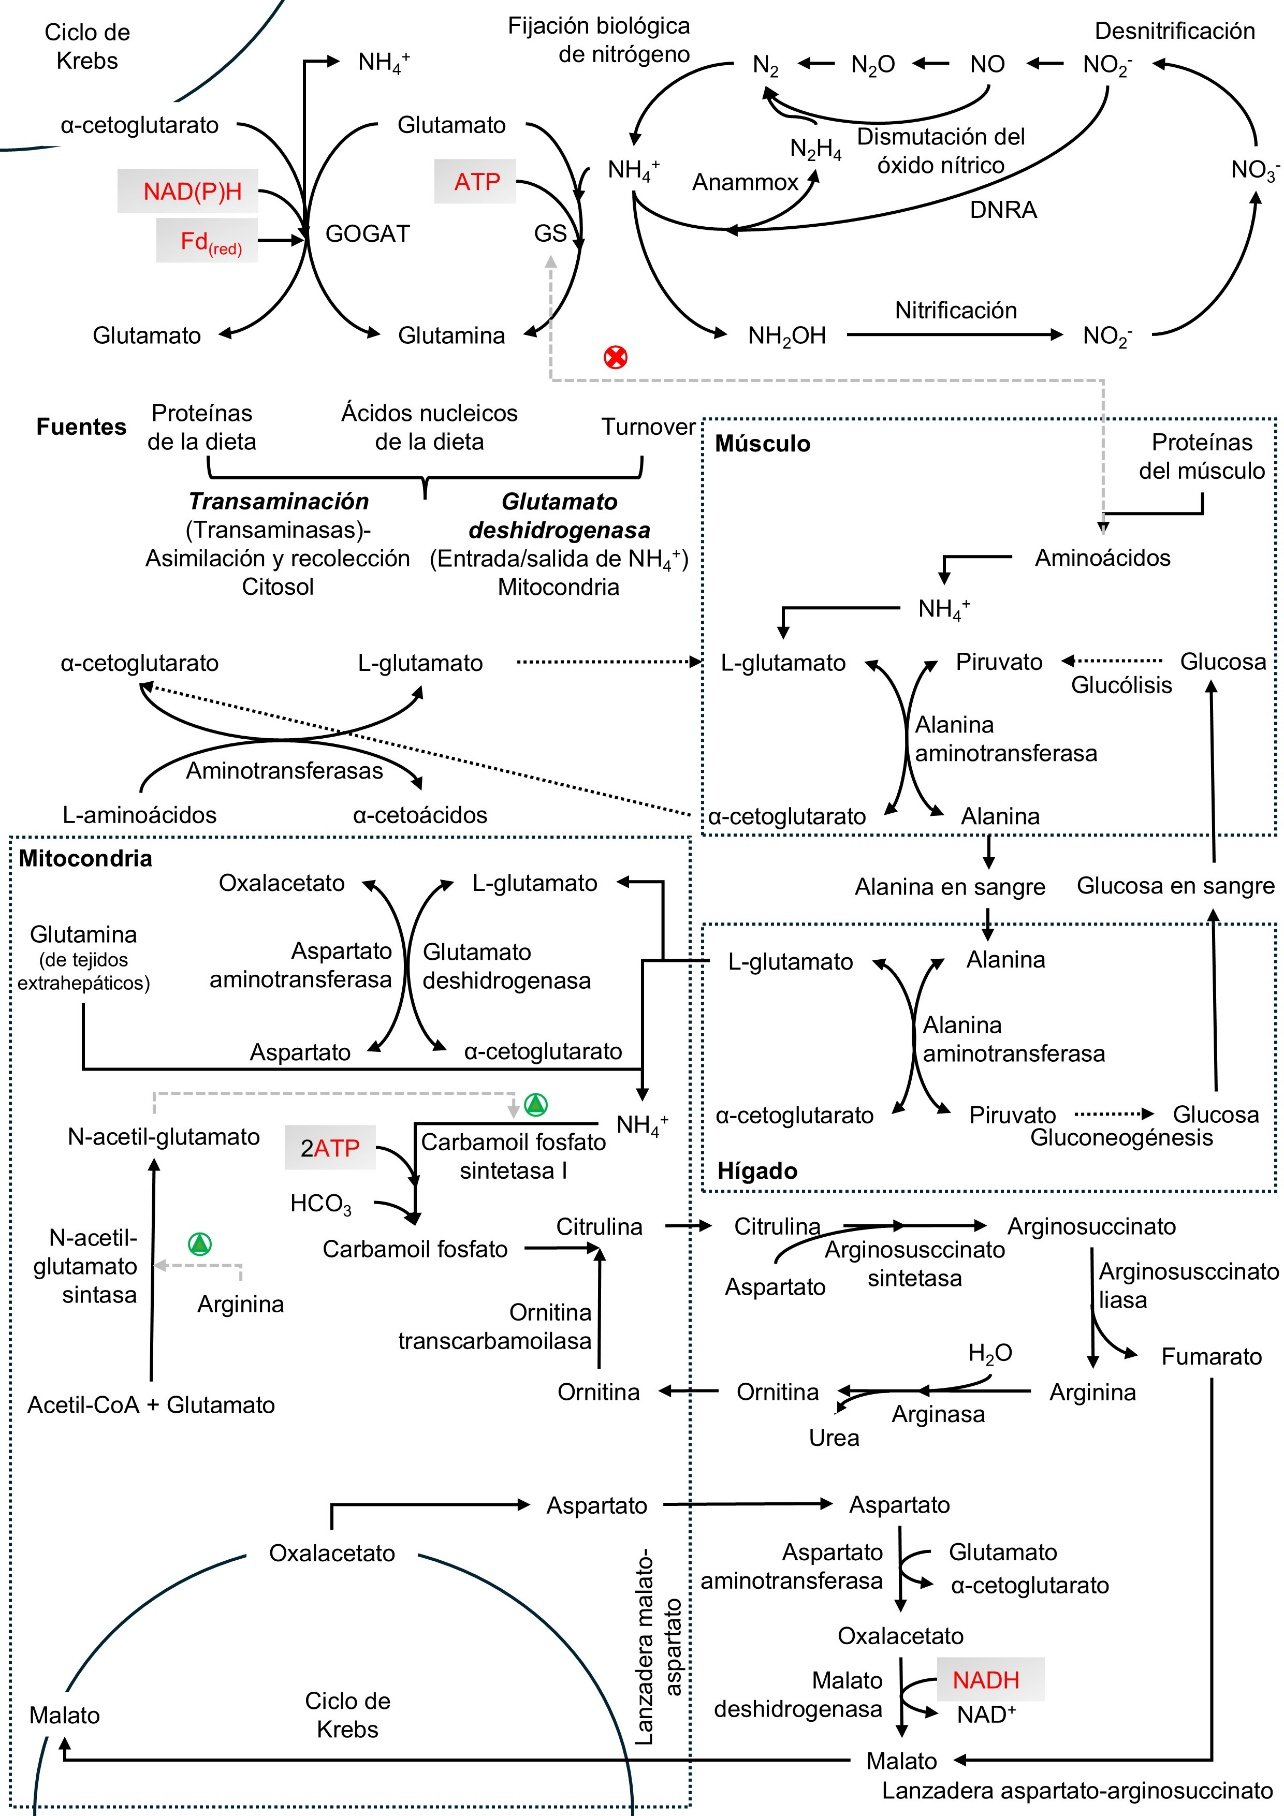 Ciclo de
Krebs
NH₄⁺
Fijación biológica
de nitrógeno
Desnitrificación
N₂
N₂O
NO
NO₂⁻
α-cetoglutarato
Glutamato
NAD(P)H
Fd(red)
GOGAT
ATP
GS
NH₄⁺
N₂H₄
Anammox
Dismutación del
óxido nítrico
DNRA
NO₃⁻
Glutamato
Glutamina
NH₂OH
Nitrificación
NO₂⁻
Fuentes
Proteínas
de la dieta
Ácidos nucleicos
de la dieta
Turnover
Transaminación
(Transaminasas)-
Asimilación y recolección
Citosol
Glutamato
deshidrogenasa
(Entrada/salida de NH₄⁺)
Mitocondria
Músculo
Proteínas
del músculo
Aminoácidos
NH₄⁺
α-cetoglutarato
L-glutamato
Aminotransferasas
L-aminoácidos
α-cetoácidos
L-glutamato
Piruvato
Glucosa
Glucólisis
Alanina
aminotransferasa
α-cetoglutarato
Alanina
Alanina en sangre
Glucosa en sangre
Mitocondria
Oxalacetato
L-glutamato
Glutamina
(de tejidos
extrahepáticos)
Aspartato
aminotransferasa
Glutamato
deshidrogenasa
Aspartato
α-cetoglutarato
L-glutamato
Alanina
Alanina
aminotransferasa
α-cetoglutarato
Piruvato
Glucosa
Gluconeogénesis
Hígado
N-acetil-glutamato
2ATP
HCO₃
Carbamoil fosfato
sintetasa I
NH₄⁺
Carbamoil fosfato
N-acetil-
glutamato
sintasa
Arginina
Acetil-CoA + Glutamato
Citrulina
Ornitina
transcarbamoilasa
Ornitina
Citrulina
Aspartato
Arginosusccinato
sintetasa
Arginosuccinato
Arginosusccinato
liasa
Fumarato
H₂O
Ornitina
Arginasa
Arginina
Urea
Aspartato
Aspartato
Oxalacetato
Aspartato
aminotransferasa
Glutamato
α-cetoglutarato
Oxalacetato
Malato
deshidrogenasa
NADH
NAD⁺
Lanzadera malato-
aspartato
Malato
Ciclo de
Krebs
Malato
Lanzadera aspartato-arginosuccinato